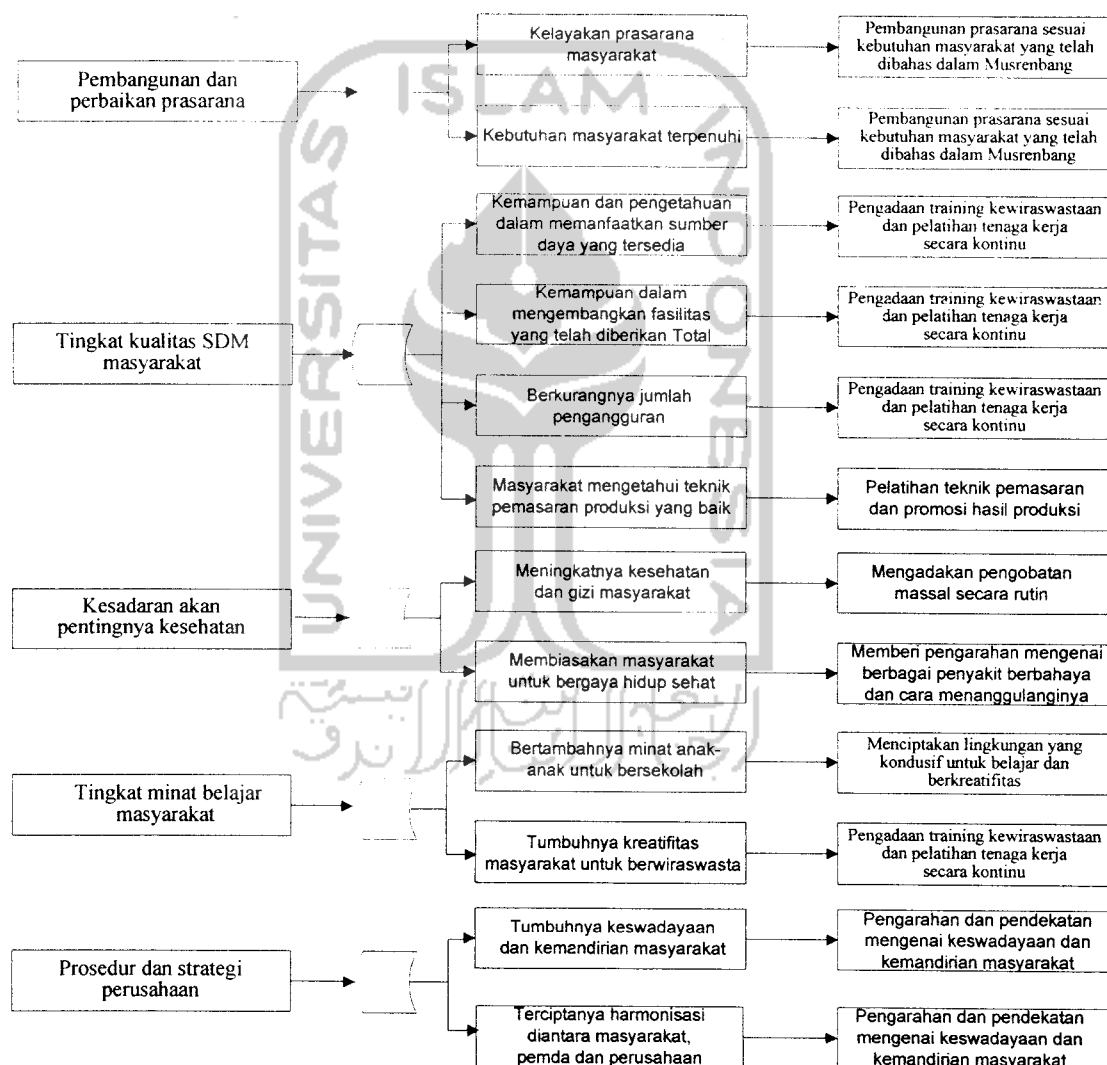 Pembangunan dan
perbaikan prasarana
Kelayakan prasarana
masyarakat
Pembangunan prasarana sesuai
kebutuhan masyarakat yang telah
dibahas dalam Musrenbang
Kebutuhan masyarakat terpenuhi
Pembangunan prasarana sesuai
kebutuhan masyarakat yang telah
dibahas dalam Musrenbang
Tingkat kualitas SDM
masyarakat
Kemampuan dan pengetahuan
dalam memanfaatkan sumber
daya yang tersedia
Pengadaan training kewiraswastaan
dan pelatihan tenaga kerja
secara kontinu
Kemampuan dalam
mengembangkan fasilitas
yang telah diberikan Total
Pengadaan training kewiraswastaan
dan pelatihan tenaga kerja
secara kontinu
Berkurangnya jumlah
pengangguran
Pengadaan training kewiraswastaan
dan pelatihan tenaga kerja
secara kontinu
Masyarakat mengetahui teknik
pemasaran produksi yang baik
Pelatihan teknik pemasaran
dan promosi hasil produksi
Kesadaran akan
pentingnya kesehatan
Meningkatnya kesehatan
dan gizi masyarakat
Mengadakan pengobatan
massal secara rutin
Membiasakan masyarakat
untuk bergaya hidup sehat
Memberi pengarahan mengenai
berbagai penyakit berbahaya
dan cara menanggulanginya
Tingkat minat belajar
masyarakat
Bertambahnya minat anak-
anak untuk bersekolah
Menciptakan lingkungan yang
kondusif untuk belajar dan
berkreatifitas
Tumbuhnya kreatifitas
masyarakat untuk berwiraswasta
Pengadaan training kewiraswastaan
dan pelatihan tenaga kerja
secara kontinu
Prosedur dan strategi
perusahaan
Tumbuhnya keswadayaan
dan kemandirian masyarakat
Pengarahan dan pendekatan
mengenai keswadayaan dan
kemandirian masyarakat
Terciptanya harmonisasi
diantara masyarakat,
pemda dan perusahaan
Pengarahan dan pendekatan
mengenai keswadayaan dan
kemandirian masyarakat
UNIVERSITAS
ISLAM
INDONESIA